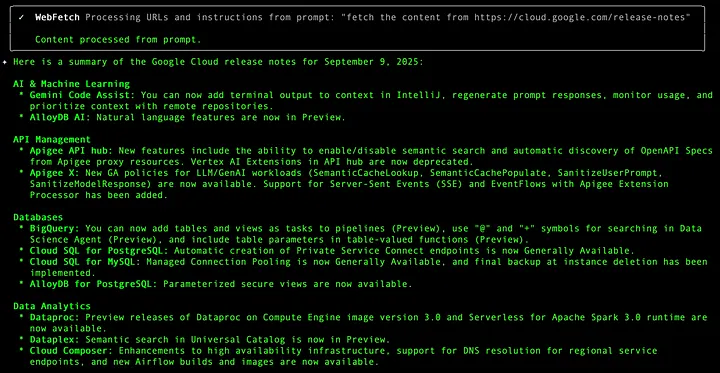 ✓ WebFetch Processing URLs and instructions from prompt: "fetch the content from https://cloud.google.com/release-notes"
Content processed from prompt.
✦ Here is a summary of the Google Cloud release notes for September 9, 2025:
AI & Machine Learning
* Gemini Code Assist: You can now add terminal output to context in IntelliJ, regenerate prompt responses, monitor usage, and
prioritize context with remote repositories.
* AlloyDB AI: Natural language features are now in Preview.
API Management
* Apigee API hub: New features include the ability to enable/disable semantic search and automatic discovery of OpenAPI Specs
from Apigee proxy resources. Vertex AI Extensions in API hub are now deprecated.
* Apigee X: New GA policies for LLM/GenAI workloads (SemanticCacheLookup, SemanticCachePopulate, SanitizeUserPrompt,
SanitizeModelResponse) are now available. Support for Server-Sent Events (SSE) and EventFlows with Apigee Extension
Processor has been added.
Databases
* BigQuery: You can now add tables and views as tasks to pipelines (Preview), use "@" and "+" symbols for searching in Data
Science Agent (Preview), and include table parameters in table-valued functions (Preview).
* Cloud SQL for PostgreSQL: Automatic creation of Private Service Connect endpoints is now Generally Available.
* Cloud SQL for MySQL: Managed Connection Pooling is now Generally Available, and final backup at instance deletion has been
implemented.
* AlloyDB for PostgreSQL: Parameterized secure views are now available.
Data Analytics
* Dataproc: Preview releases of Dataproc on Compute Engine image version 3.0 and Serverless for Apache Spark 3.0 runtime are
now available.
* Dataplex: Semantic search in Universal Catalog is now in Preview.
* Cloud Composer: Enhancements to high availability infrastructure, support for DNS resolution for regional service
endpoints, and new Airflow builds and images are now available.